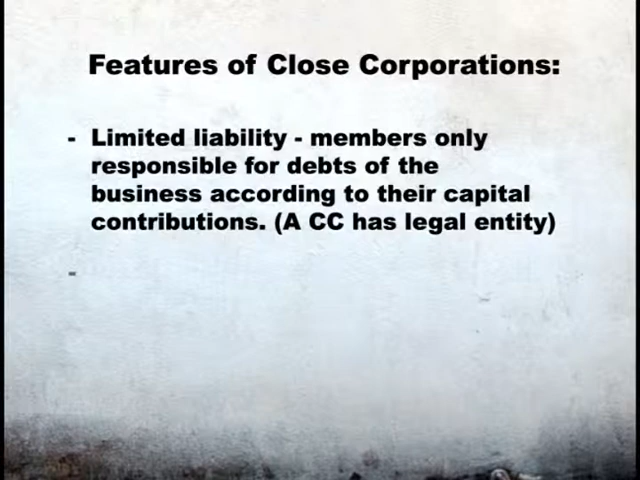 Features of Close Corporations:
- Limited liability - members only
responsible for debts of the
business according to their capital
contributions. (A CC has legal entity)
-